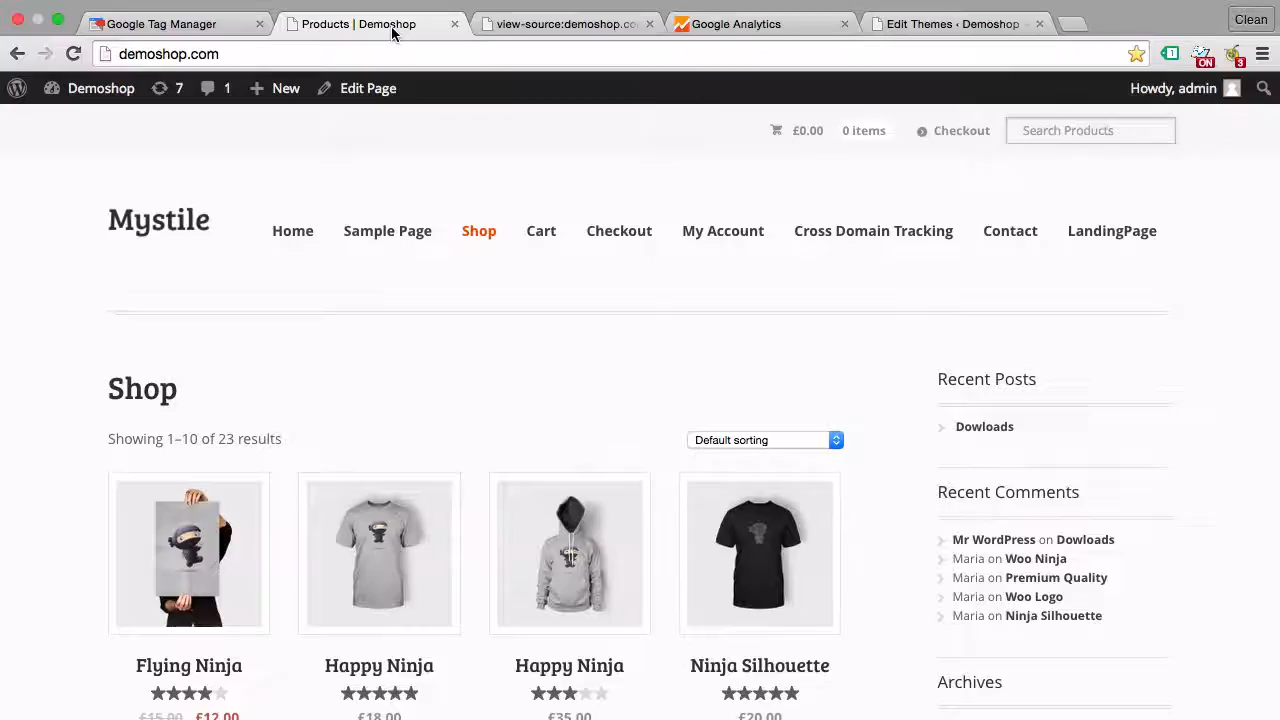 Google Tag Manager
Products | Demoshop
view-source:demoshop.co
Google Analytics
Edit Themes ‹ Demoshop
Clean
demoshop.com
1
ON
3
Demoshop
7
1
New
Edit Page
Howdy, admin
£0.00
0 items
Checkout
Search Products
Mystile
Home
Sample Page
Shop
Cart
Checkout
My Account
Cross Domain Tracking
Contact
LandingPage
Shop
Showing 1–10 of 23 results
Default sorting
Flying Ninja
Happy Ninja
Happy Ninja
Ninja Silhouette
£15.00 £12.00
£18.00
£35.00
£20.00
Recent Posts
Dowloads
Recent Comments
Mr WordPress on Dowloads
Maria on Woo Ninja
Maria on Premium Quality
Maria on Woo Logo
Maria on Ninja Silhouette
Archives